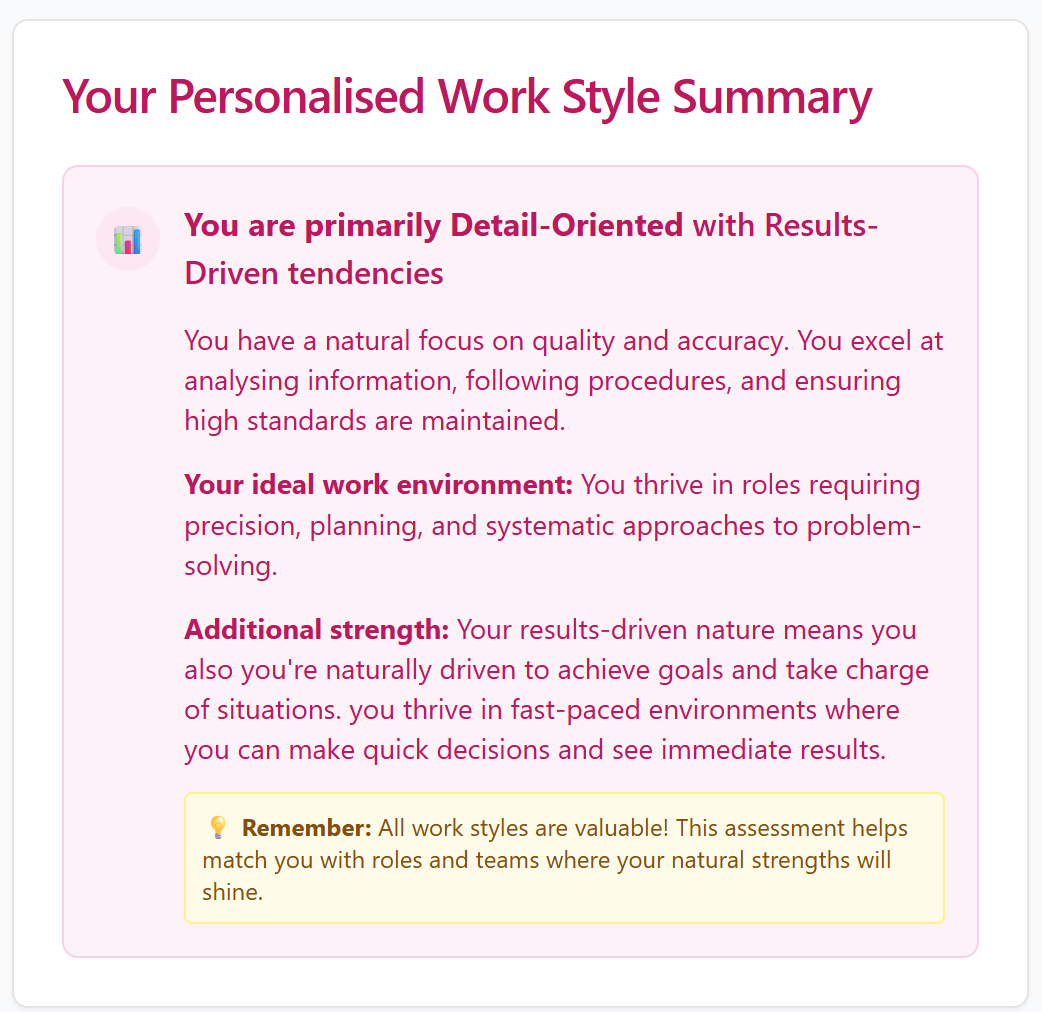 Your Personalised Work Style Summary
You are primarily Detail-Oriented with Results-
Driven tendencies
You have a natural focus on quality and accuracy. You excel at
analysing information, following procedures, and ensuring
high standards are maintained.
Your ideal work environment: You thrive in roles requiring
precision, planning, and systematic approaches to problem-
solving.
Additional strength: Your results-driven nature means you
also you're naturally driven to achieve goals and take charge
of situations. you thrive in fast-paced environments where
you can make quick decisions and see immediate results.
Remember: All work styles are valuable! This assessment helps
match you with roles and teams where your natural strengths will
shine.